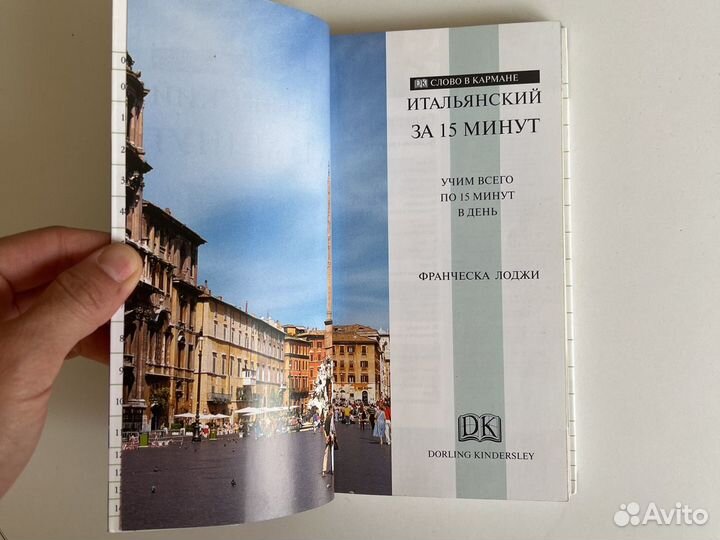 DK СЛОВО В КАРМАНЕ
ИТАЛЬЯНСКИЙ
ЗА 15 МИНУТ
УЧИМ ВСЕГО
ПО 15 МИНУТ
В ДЕНЬ
ФРАНЧЕСКА ЛОДЖИ
DK
DORLING KINDERSLEY
Avito